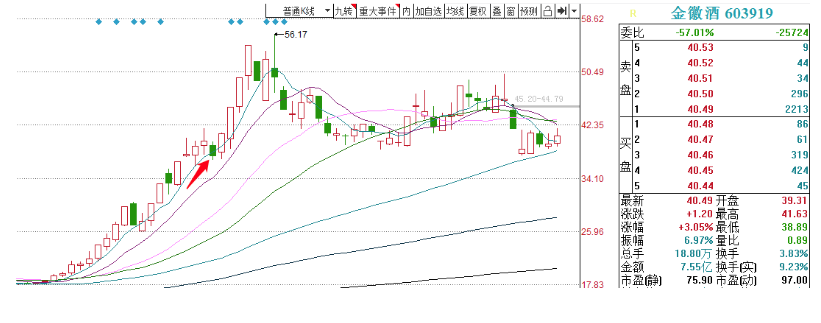 普通K线 九转 重大事件 内 加自选 均线 复权 叠 窗 预测
58.62
56.17
50.49
45.20-44.79
42.35
34.10
25.96
17.83
R 金徽酒 603919
委比 -57.01% -25724
卖盘
5 40.53 9
4 40.52 44
3 40.51 34
2 40.50 296
1 40.49 2213
买盘
1 40.48 86
2 40.47 61
3 40.46 319
4 40.45 424
5 40.44 45
最新 40.49 开盘 39.31
涨跌 +1.20 最高 41.63
涨幅 +3.05% 最低 38.89
振幅 6.97% 量比 0.89
总手 18.80万 换手 3.83%
金额 7.55亿 换手(实) 9.23%
市盈(静) 75.90 市盈(动) 97.00